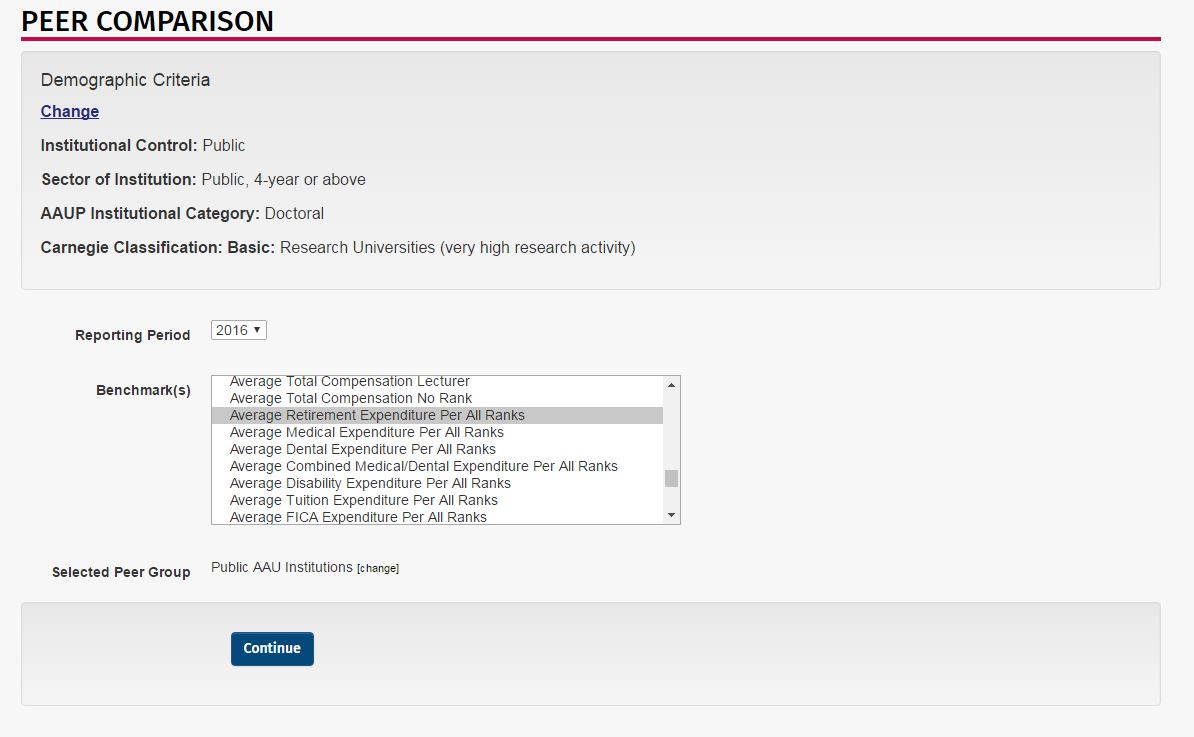 PEER COMPARISON
Demographic Criteria
Change
Institutional Control: Public
Sector of Institution: Public, 4-year or above
AAUP Institutional Category: Doctoral
Carnegie Classification: Basic: Research Universities (very high research activity)
Reporting Period 2016
Benchmark(s)
Average Total Compensation Lecturer
Average Total Compensation No Rank
Average Retirement Expenditure Per All Ranks
Average Medical Expenditure Per All Ranks
Average Dental Expenditure Per All Ranks
Average Combined Medical/Dental Expenditure Per All Ranks
Average Disability Expenditure Per All Ranks
Average Tuition Expenditure Per All Ranks
Average FICA Expenditure Per All Ranks
Selected Peer Group Public AAU Institutions [change]
Continue